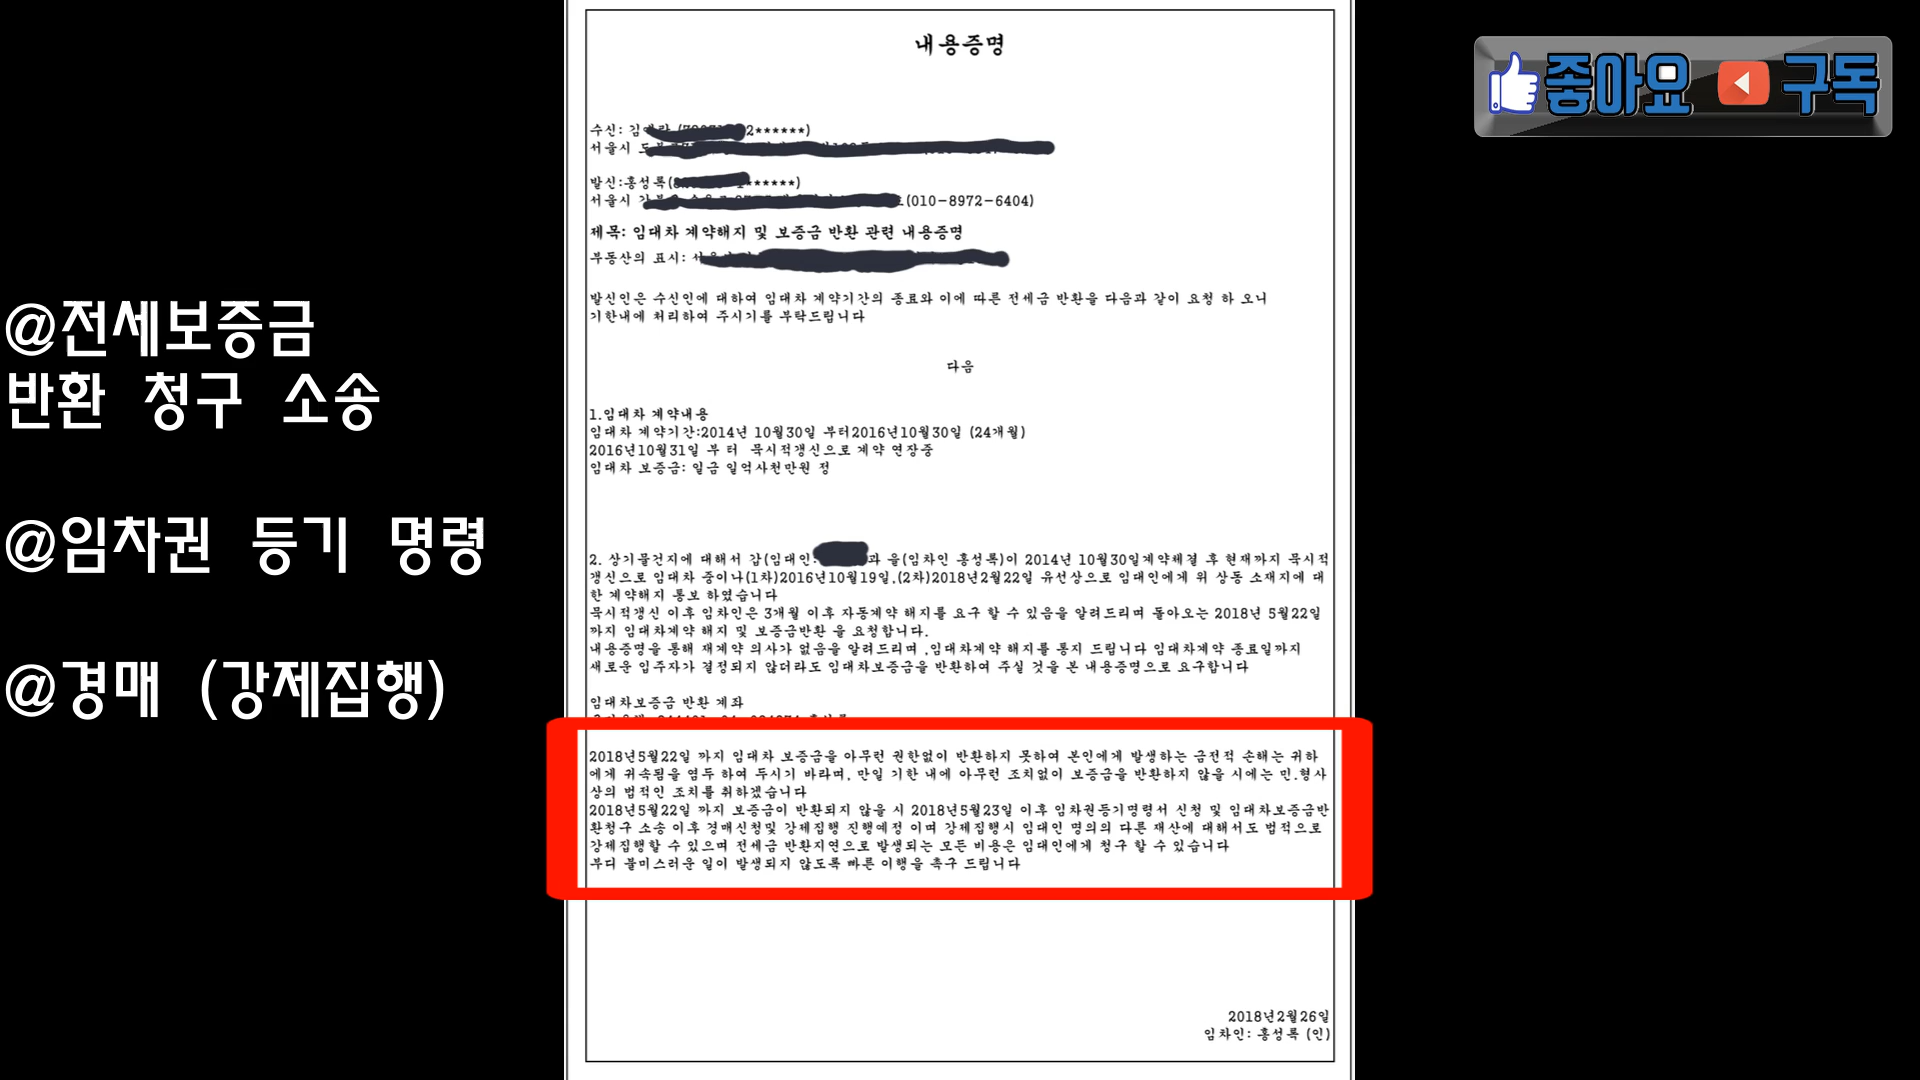 내용증명
좋아요 구독
수신: 김 2******)
서울시
발신:홍성록( ******)
서울시 (010-8972-6404)
제목: 임대차 계약해지 및 보증금 반환 관련 내용증명
부동산의 표시:
발신인은 수신인에 대하여 임대차 계약기간의 종료와 이에 따른 전세금 반환을 다음과 같이 요청 하 오니
기한내에 처리하여 주시기를 부탁드립니다
다음
1.임대차 계약내용
임대차 계약기간:2014년 10월30일 부터2016년10월30일 (24개월)
2016년10월31일 부 터 묵시적갱신으로 계약 연장중
임대차 보증금: 일금 일억사천만원 정
2. 상기물건지에 대해서 갑(임대인: 과 을(임차인 홍성록)이 2014년 10월30일계약체결 후 현재까지 묵시적
갱신으로 임대차 중이나(1차)2016년10월19일,(2차)2018년2월22일 유선상으로 임대인에게 위 상동 소재지에 대
한 계약해지 통보 하였습니다
묵시적갱신 이후 임차인은 3개월 이후 자동계약 해지를 요구 할 수 있음을 알려드리며 돌아오는 2018년 5월22일
까지 임대차계약 해지 및 보증금반환 을 요청합니다.
내용증명을 통해 재계약 의사가 없음을 알려드리며 ,임대차계약 해지를 통지 드립니다 임대차계약 종료일까지
새로운 입주자가 결정되지 않더라도 임대차보증금을 반환하여 주실 것을 본 내용증명으로 요구합니다
임대차보증금 반환 계좌
2018년5월22일 까지 임대차 보증금을 아무런 권한없이 반환하지 못하여 본인에게 발생하는 금전적 손해는 귀하
에게 귀속됨을 염두 하여 두시기 바라며, 만일 기한 내에 아무런 조치없이 보증금을 반환하지 않을 시에는 민.형사
상의 법적인 조치를 취하겠습니다
2018년5월22일 까지 보증금이 반환되지 않을 시 2018년5월23일 이후 임차권등기명령서 신청 및 임대차보증금반
환청구 소송 이후 경매신청및 강제집행 진행예정 이며 강제집행시 임대인 명의의 다른 재산에 대해서도 법적으로
강제집행할 수 있으며 전세금 반환지연으로 발생되는 모든 비용은 임대인에게 청구 할 수 있습니다
부디 불미스러운 일이 발생되지 않도록 빠른 이행을 촉구 드립니다
2018년2월26일
임차인: 홍성록 (인)
@전세보증금
반환 청구 소송
@임차권 등기 명령
@경매 (강제집행)